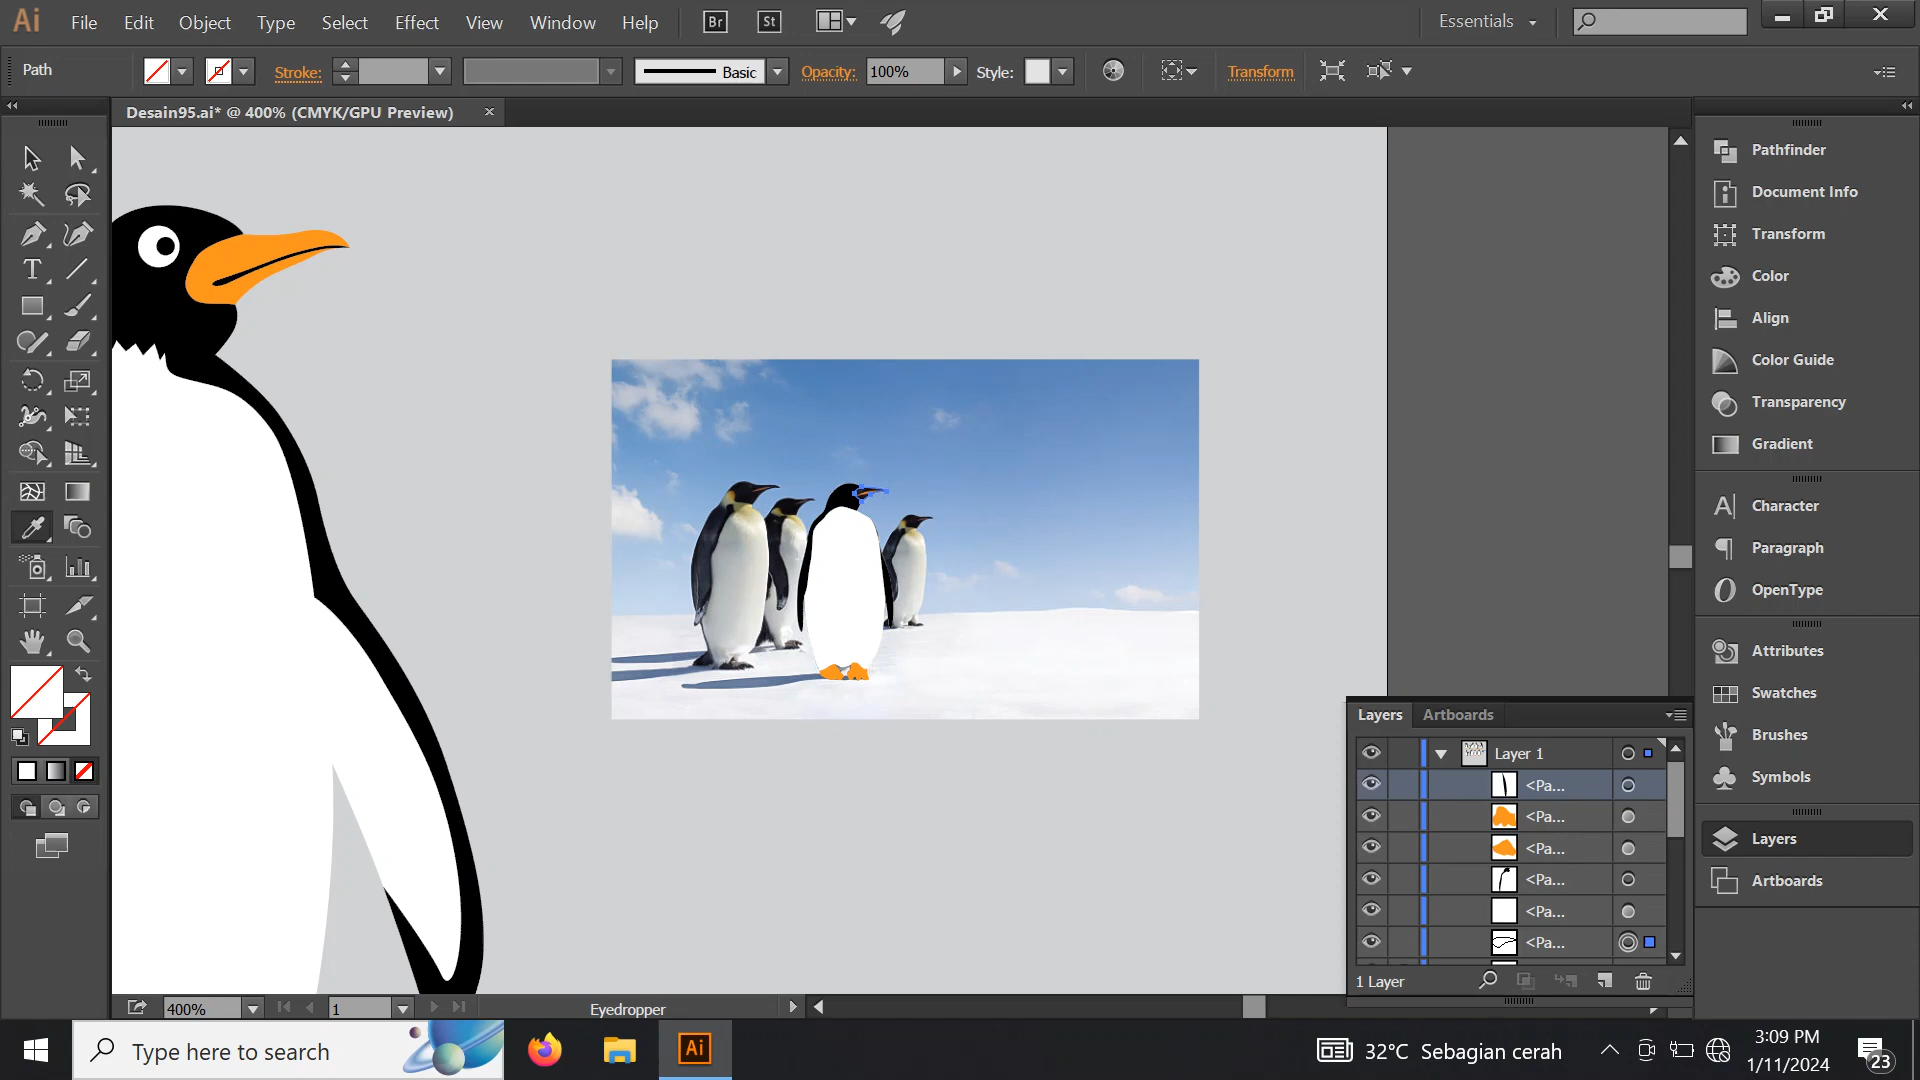 Ai File Edit Object Type Select Effect View Window Help Br St Essentials
Path Stroke: Basic Opacity: 100% Style: Transform
Desain95.ai* @ 400% (CMYK/GPU Preview)
Pathfinder
Document Info
Transform
Color
Align
Color Guide
Transparency
Gradient
Character
Paragraph
OpenType
Attributes
Swatches
Brushes
Symbols
Layers
Artboards
Layers Artboards
Layer 1
<Pa...
<Pa...
<Pa...
<Pa...
<Pa...
<Pa...
1 Layer
400% 1 Eyedropper
Type here to search Ai 32°C Sebagian cerah 3:09 PM
1/11/2024 23